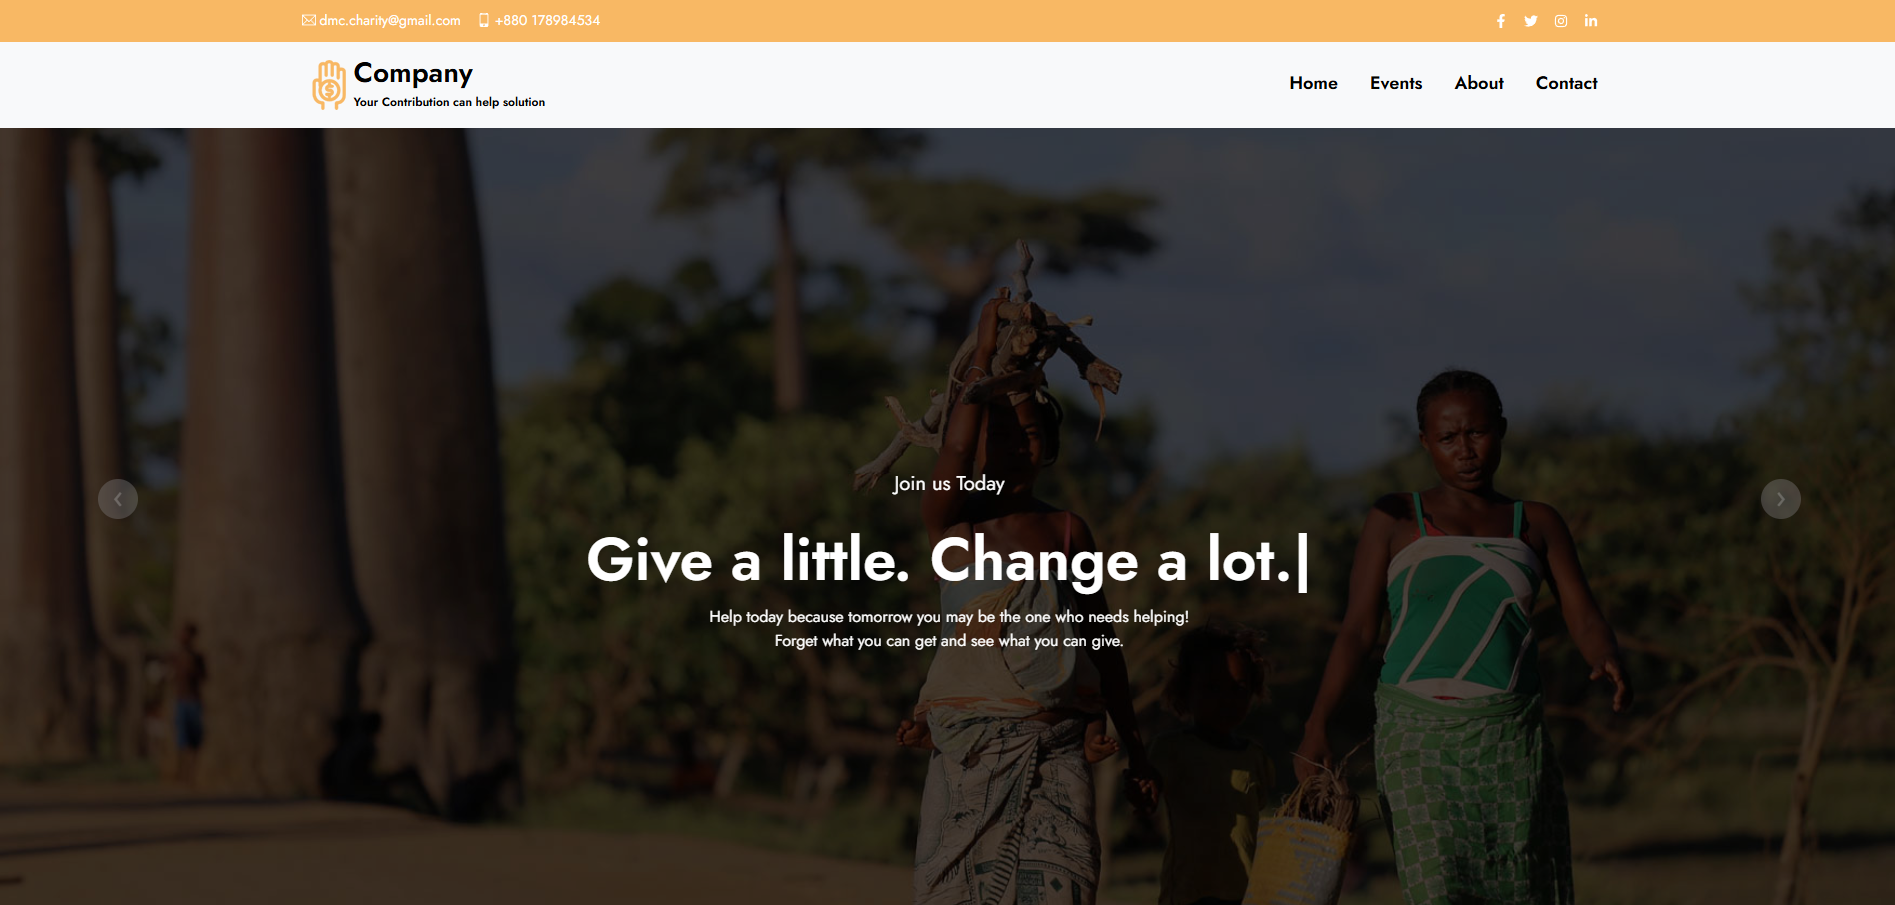 dmc.charity@gmail.com +880 178984534
Company
Your Contribution can help solution
Home Events About Contact
Join us Today
Give a little. Change a lot.|
Help today because tomorrow you may be the one who needs helping!
Forget what you can get and see what you can give.